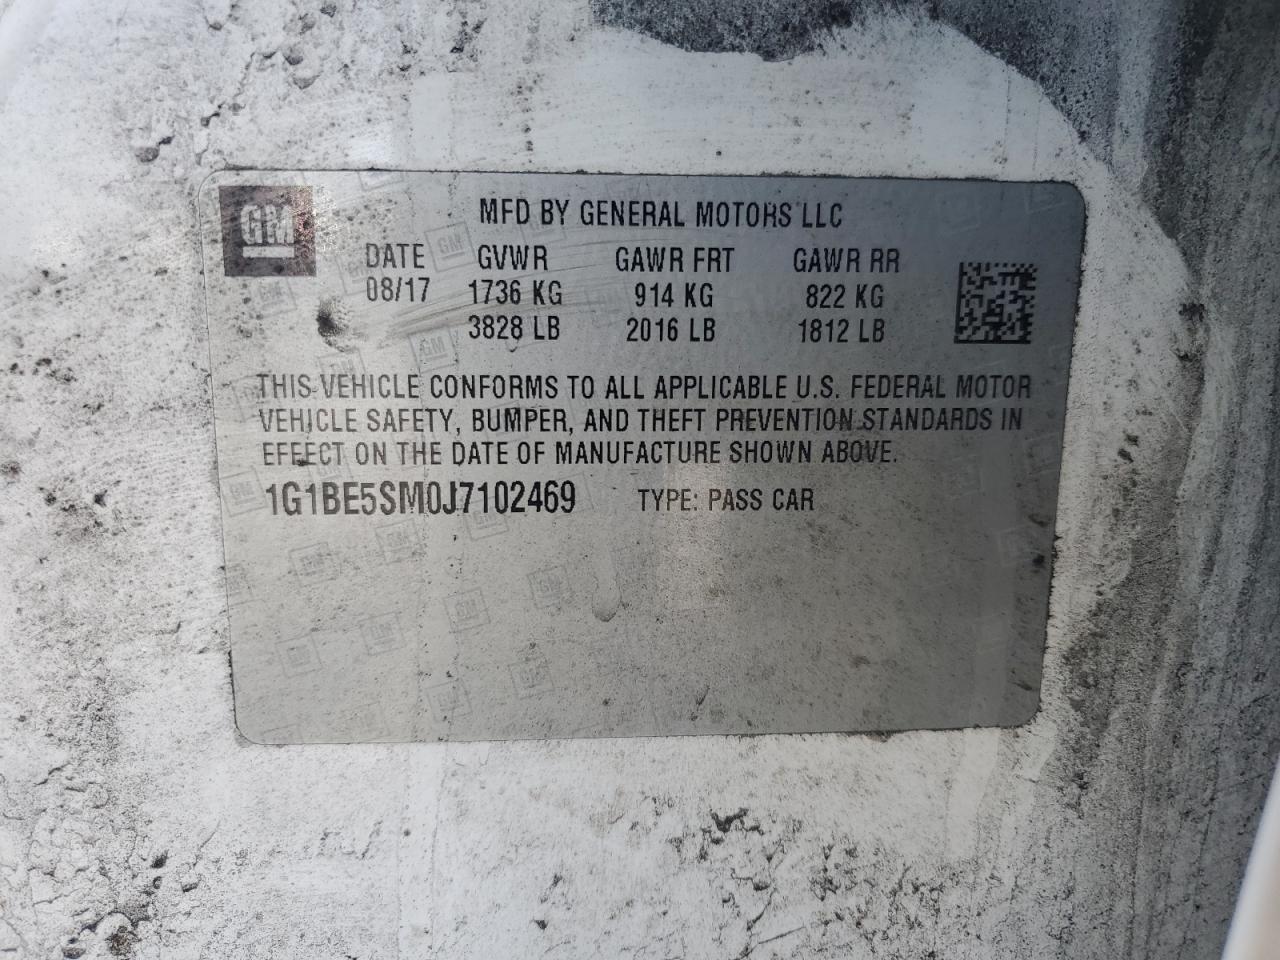 GM
MFD BY GENERAL MOTORS LLC
DATE GVWR GAWR FRT GAWR RR
08/17 1736 KG 914 KG 822 KG
3828 LB 2016 LB 1812 LB
THIS VEHICLE CONFORMS TO ALL APPLICABLE U.S. FEDERAL MOTOR
VEHICLE SAFETY, BUMPER, AND THEFT PREVENTION STANDARDS IN
EFFECT ON THE DATE OF MANUFACTURE SHOWN ABOVE.
1G1BE5SM0J7102469 TYPE: PASS CAR